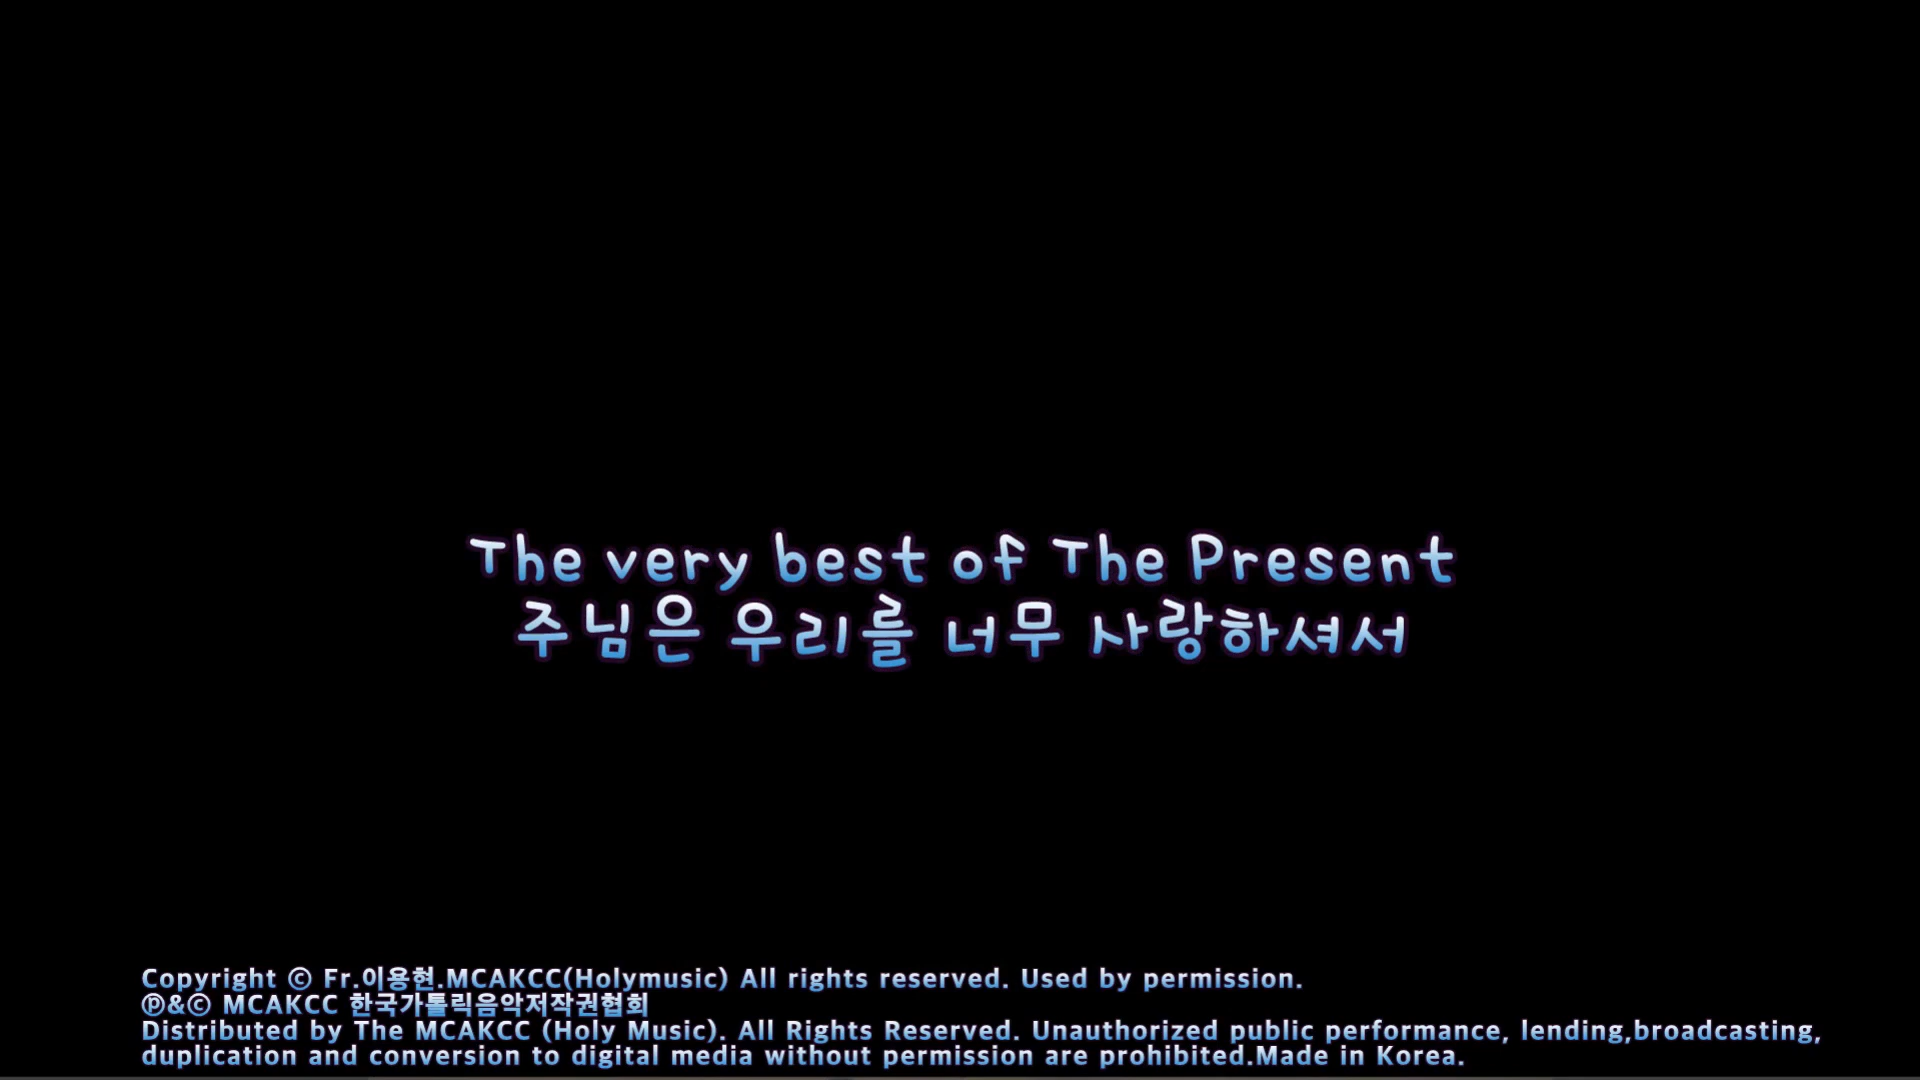 The very best of The Present
주님은 우리를 너무 사랑하셔서
Copyright © Fr.이용현.MCAKCC(Holymusic) All rights reserved. Used by permission.
ⓟ&ⓒ MCAKCC 한국가톨릭음악저작권협회
Distributed by The MCAKCC (Holy Music). All Rights Reserved. Unauthorized public performance, lending,broadcasting,
duplication and conversion to digital media without permission are prohibited.Made in Korea.